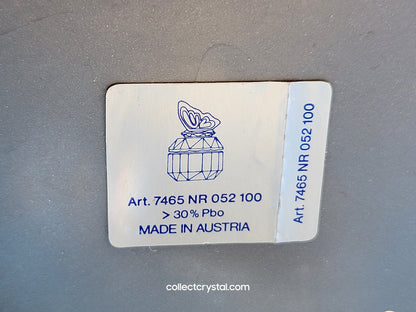 Art. 7465 NR 052 100
> 30% Pbo
MADE IN AUSTRIA
Art. 7465 NR 052 100
collectcrystal.com